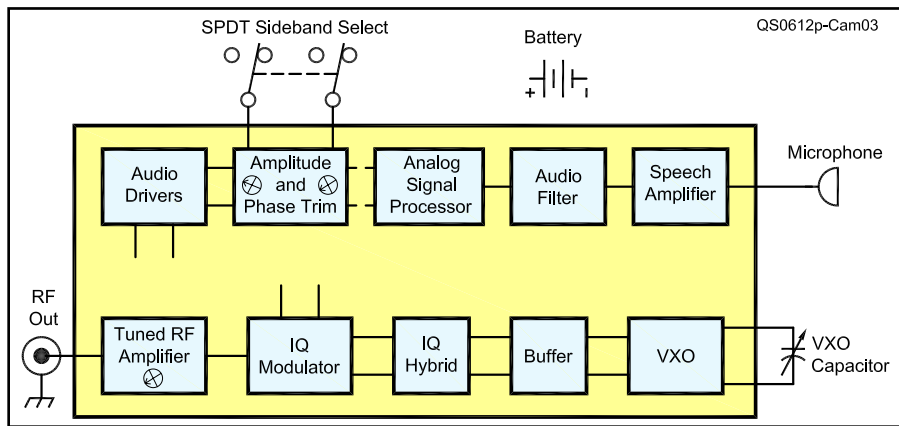 SPDT Sideband Select
Battery
QS0612p-Cam03
+
Audio
Drivers
Amplitude
and
Phase Trim
Analog
Signal
Processor
Audio
Filter
Speech
Amplifier
Microphone
RF
Out
Tuned RF
Amplifier
IQ
Modulator
IQ
Hybrid
Buffer
VXO
VXO
Capacitor